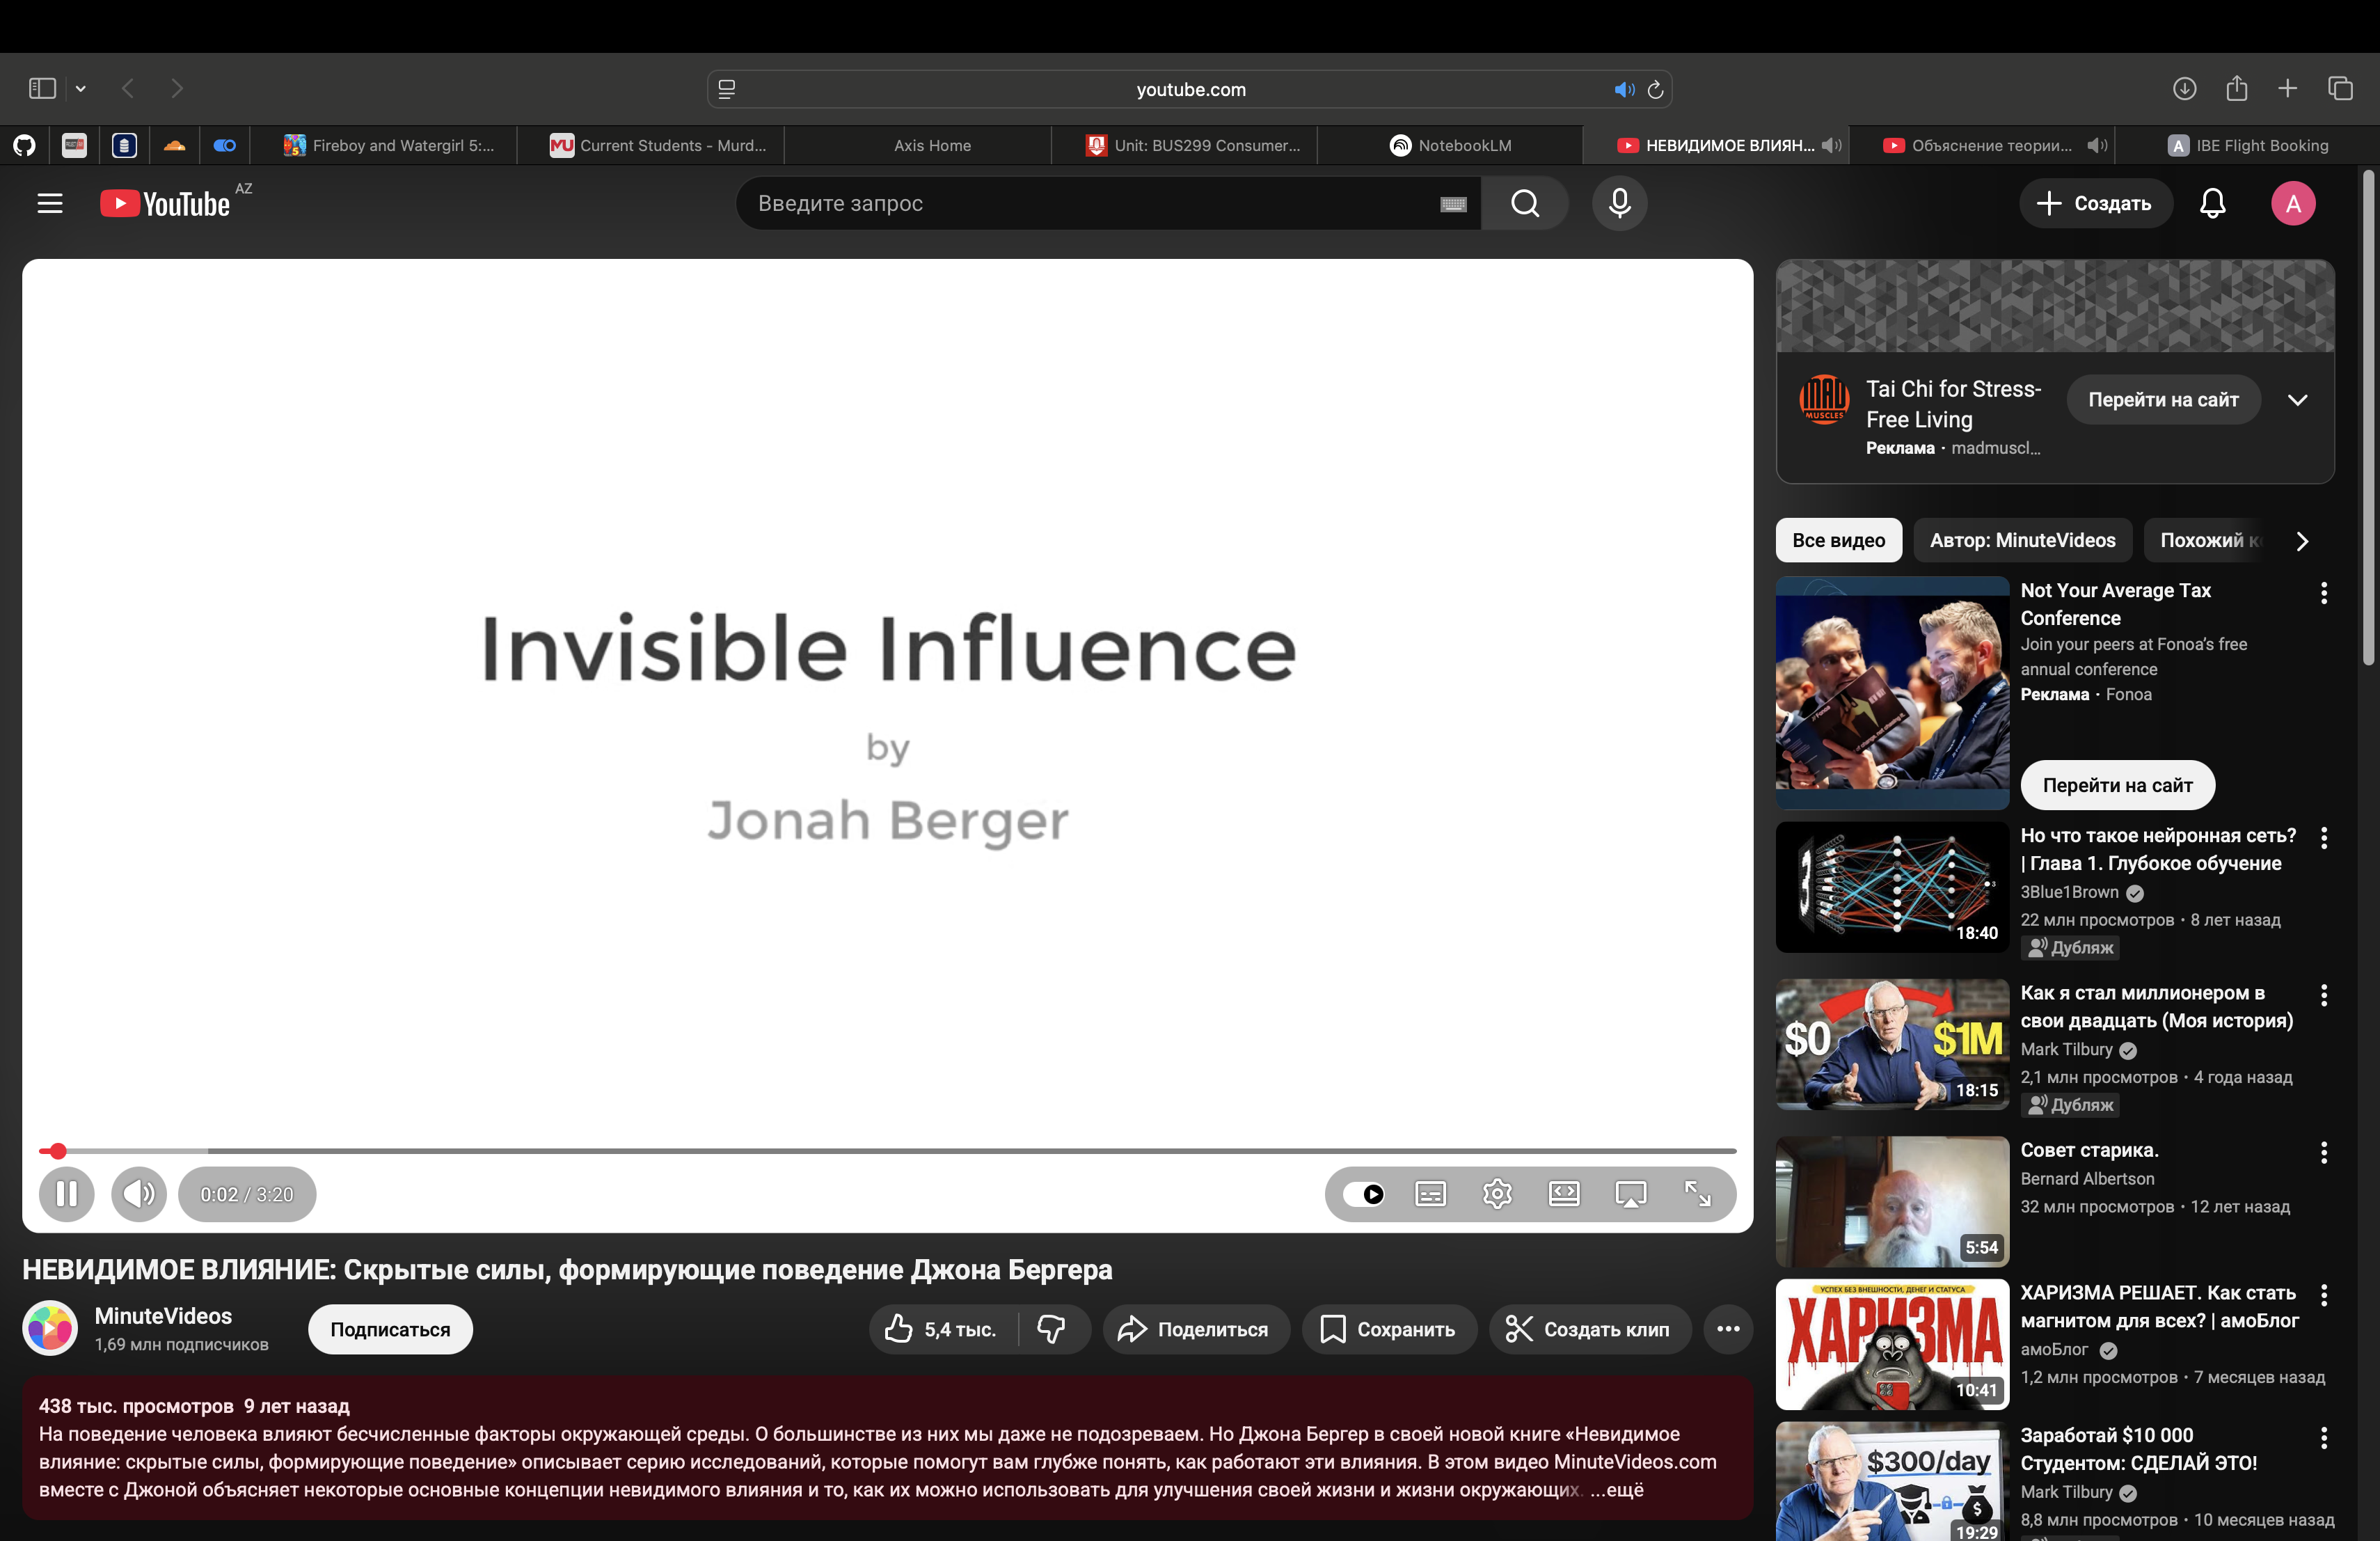 youtube.com
Fireboy and Watergirl 5:...
MU Current Students - Murd...
Axis Home
Unit: BUS299 Consumer...
NotebookLM
НЕВИДИМОЕ ВЛИЯН...
Объяснение теории...
A IBE Flight Booking
YouTube AZ
Введите запрос
Создать
A
Invisible Influence
by
Jonah Berger
0:02 / 3:20
НЕВИДИМОЕ ВЛИЯНИЕ: Скрытые силы, формирующие поведение Джона Бергера
MinuteVideos
1,69 млн подписчиков
Подписаться
5,4 тыс.
Поделиться
Сохранить
Создать клип
438 тыс. просмотров 9 лет назад
На поведение человека влияют бесчисленные факторы окружающей среды. О большинстве из них мы даже не подозреваем. Но Джона Бергер в своей новой книге «Невидимое
влияние: скрытые силы, формирующие поведение» описывает серию исследований, которые помогут вам глубже понять, как работают эти влияния. В этом видео MinuteVideos.com
вместе с Джоной объясняет некоторые основные концепции невидимого влияния и то, как их можно использовать для улучшения своей жизни и жизни окружающих. ...ещё
MAD
MUSCLES
Tai Chi for Stress-
Free Living
Реклама · madmuscl...
Перейти на сайт
Все видео
Автор: MinuteVideos
Похожий
Not Your Average Tax
Conference
Join your peers at Fonoa's free
annual conference
Реклама · Fonoa
Перейти на сайт
18:40
Но что такое нейронная сеть?
| Глава 1. Глубокое обучение
3Blue1Brown
22 млн просмотров · 8 лет назад
Дубляж
$0
$1M
18:15
Как я стал миллионером в
свои двадцать (Моя история)
Mark Tilbury
2,1 млн просмотров · 4 года назад
Дубляж
5:54
Совет старика.
Bernard Albertson
32 млн просмотров · 12 лет назад
УСПЕХ БЕЗ ВНЕШНОСТИ, ДЕНЕГ И СТАТУСА
ХАРИЗМА
10:41
ХАРИЗМА РЕШАЕТ. Как стать
магнитом для всех? | амоБлог
амоБлог
1,2 млн просмотров · 7 месяцев назад
$300/day
$
19:29
Заработай $10 000
Студентом: СДЕЛАЙ ЭТО!
Mark Tilbury
8,8 млн просмотров · 10 месяцев назад